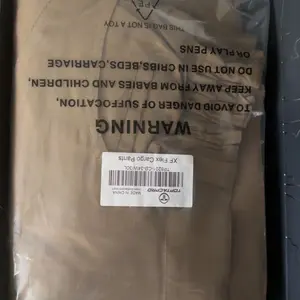 MADE IN CHINA
TOPTACPRO
XF Flex Cargo Pants
WARNING
TO AVOID DANGER OF SUFFOCATION,
KEEP AWAY FROM BABIES AND CHILDREN,
DO NOT USE IN CRIBS,BEDS,CARRIAGE
OR PLAY PENS
THIS BAG IS NOT A TOY